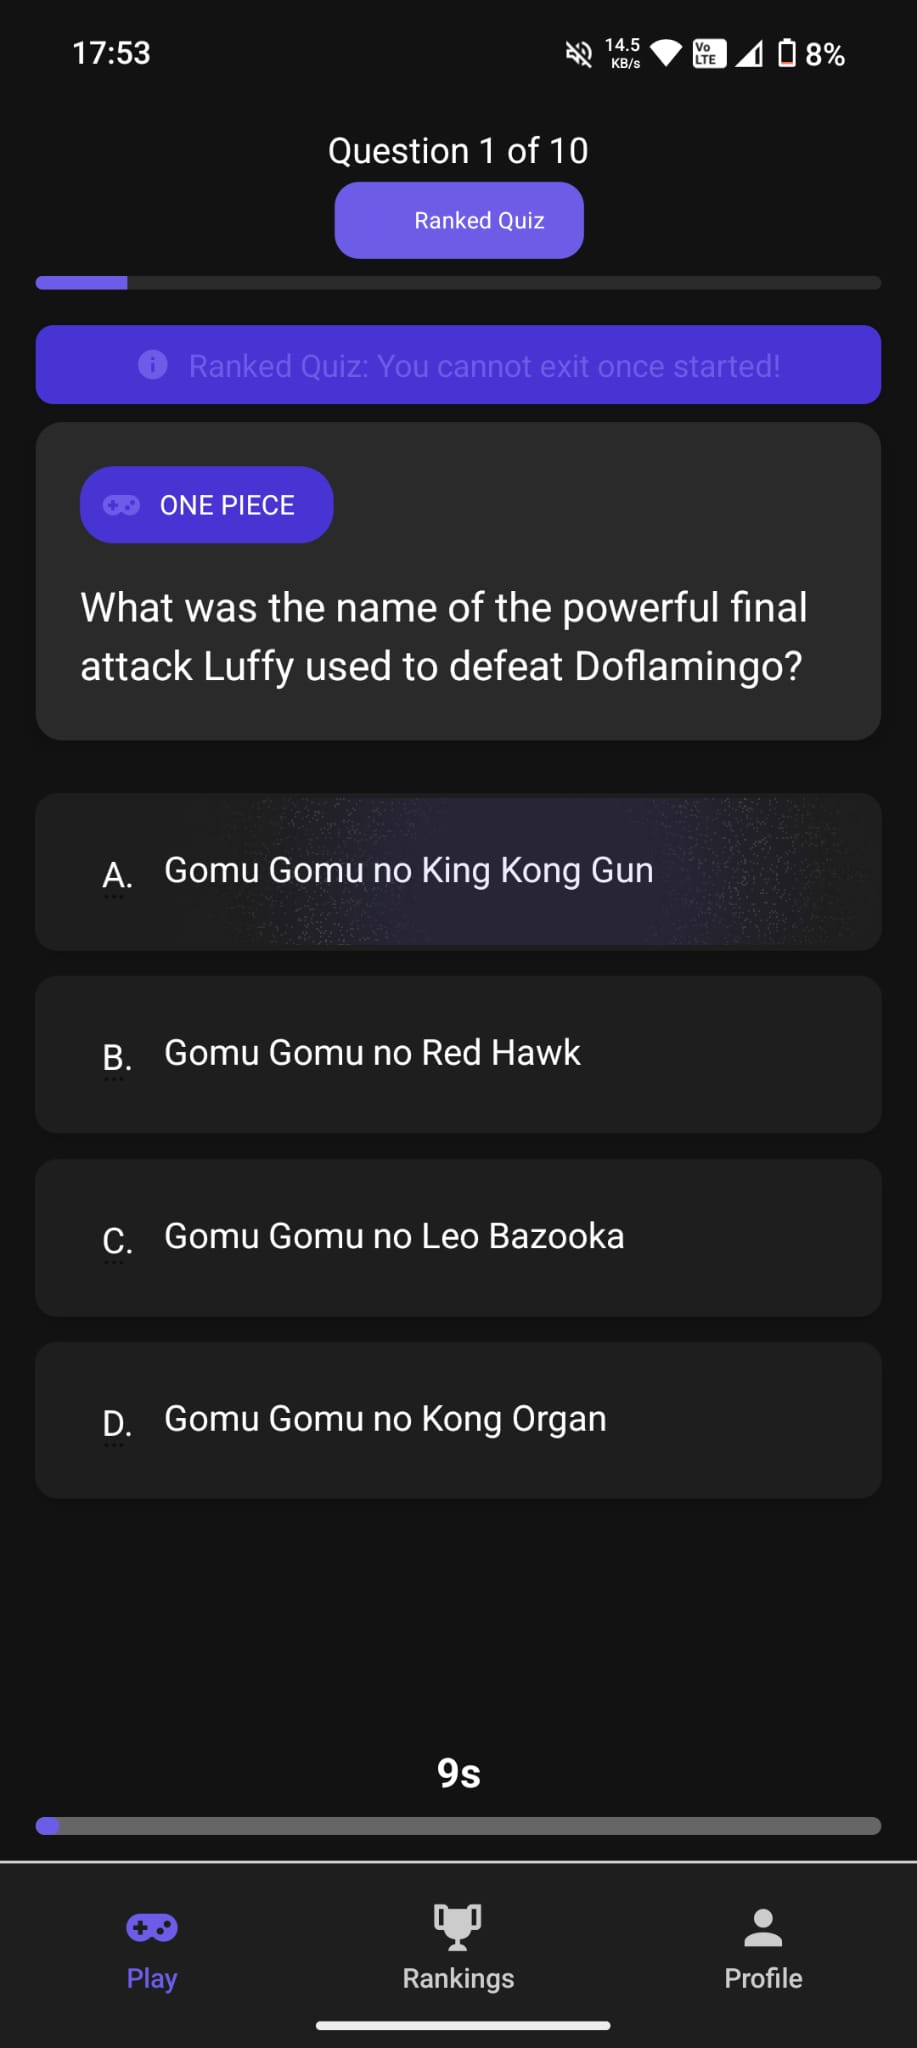 17:53
14.5
KB/s
Vo
LTE
8%
Question 1 of 10
Ranked Quiz
Ranked Quiz: You cannot exit once started!
ONE PIECE
What was the name of the powerful final
attack Luffy used to defeat Doflamingo?
A. Gomu Gomu no King Kong Gun
B. Gomu Gomu no Red Hawk
C. Gomu Gomu no Leo Bazooka
D. Gomu Gomu no Kong Organ
9s
Play
Rankings
Profile